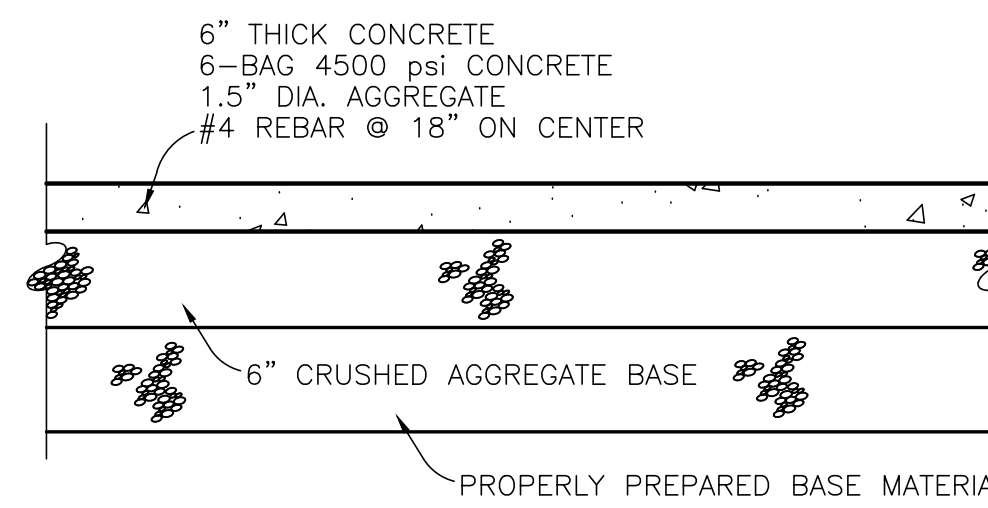 6” THICK CONCRETE
6–BAG 4500 psi CONCRETE
1.5” DIA. AGGREGATE
#4 REBAR @ 18” ON CENTER
6” CRUSHED AGGREGATE BASE
PROPERLY PREPARED BASE